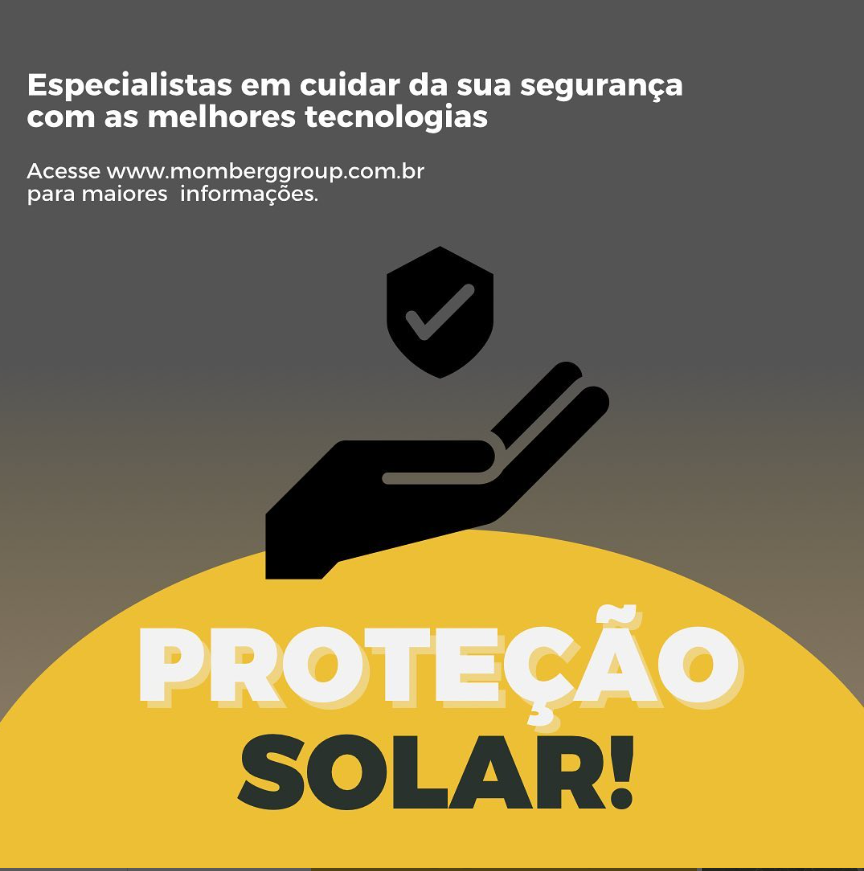 Especialistas em cuidar da sua segurança
com as melhores tecnologias
Acesse www.momberggroup.com.br
para maiores  informações.
PROTEÇÃO
SOLAR!